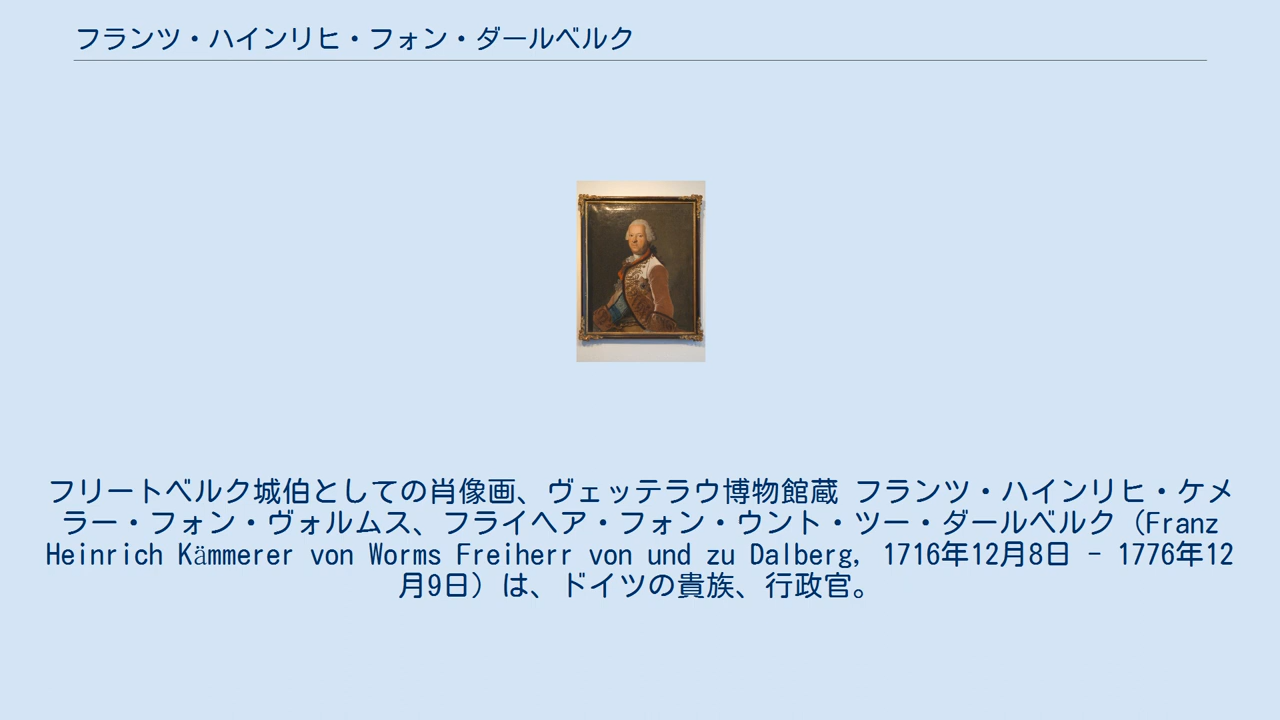 フランツ・ハインリヒ・フォン・ダールベルク
フリートベルク城伯としての肖像画、ヴェッテラウ博物館蔵 フランツ・ハインリヒ・ケメ
ラー・フォン・ヴォルムス、フライヘア・フォン・ウント・ツー・ダールベルク（Franz
Heinrich Kämmerer von Worms Freiherr von und zu Dalberg, 1716年12月8日 - 1776年12
月9日）は、ドイツの貴族、行政官。